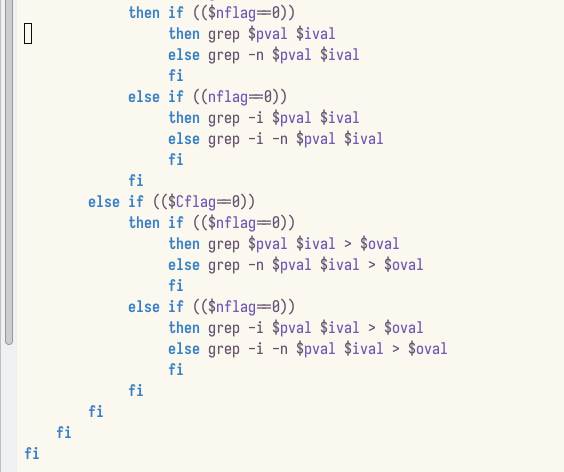 then if (($nflag==0))
then grep $pval $ival
else grep -n $pval $ival
fi
else if ((nflag==0))
then grep -i $pval $ival
else grep -i -n $pval $ival
fi
fi
else if (($Cflag==0))
then if (($nflag==0))
then grep $pval $ival > $oval
else grep -n $pval $ival > $oval
fi
else if (($nflag==0))
then grep -i $pval $ival > $oval
else grep -i -n $pval $ival > $oval
fi
fi
fi
fi
fi